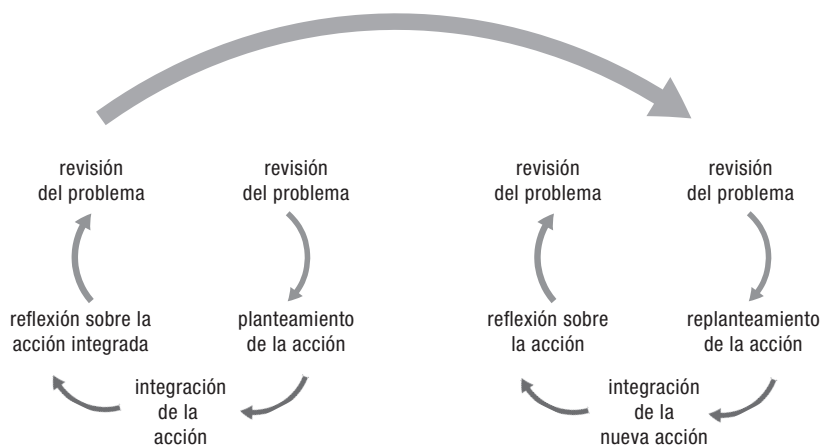 revisión
del problema
revisión
del problema
revisión
del problema
revisión
del problema
reflexión sobre la
acción integrada
planteamiento
de la acción
reflexión sobre
la acción
replanteamiento
de la acción
integración
de la
acción
integración
de la
nueva acción